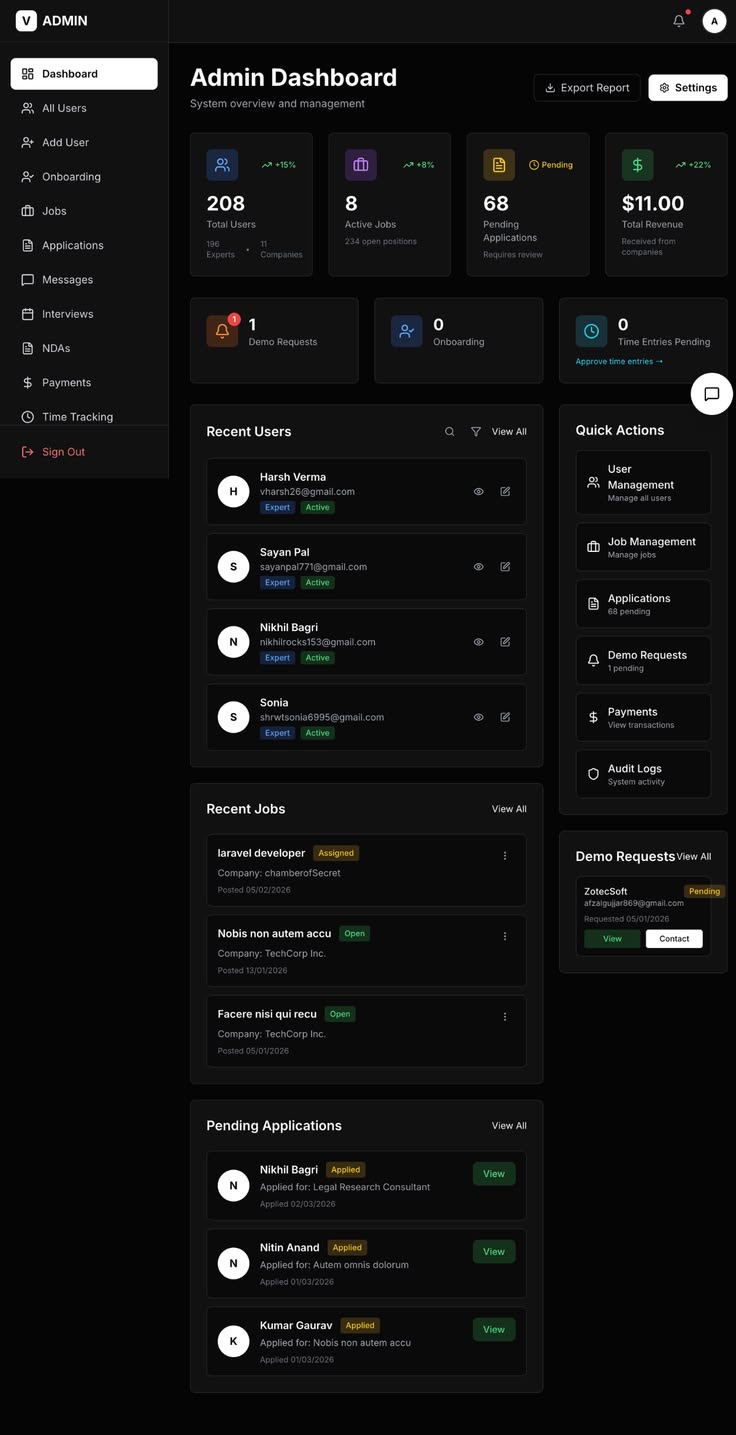 V ADMIN
A
Dashboard
All Users
Add User
Onboarding
Jobs
Applications
Messages
Interviews
NDAs
Payments
Time Tracking
Sign Out
Admin Dashboard
System overview and management
Export Report
Settings
+15%
208
Total Users
196 Experts • 11 Companies
+8%
8
Active Jobs
234 open positions
Pending
68
Pending
Applications
Requires review
+22%
$11.00
Total Revenue
Received from
companies
1
1
Demo Requests
0
Onboarding
0
Time Entries Pending
Approve time entries →
Recent Users
View All
H
Harsh Verma
vharsh26@gmail.com
Expert Active
S
Sayan Pal
sayanpal771@gmail.com
Expert Active
N
Nikhil Bagri
nikhilrocks153@gmail.com
Expert Active
S
Sonia
shrwtsonia6995@gmail.com
Expert Active
Quick Actions
User
Management
Manage all users
Job Management
Manage jobs
Applications
68 pending
Demo Requests
1 pending
Payments
View transactions
Audit Logs
System activity
Recent Jobs
View All
laravel developer Assigned
Company: chamberofSecret
Posted 05/02/2026
Nobis non autem accu Open
Company: TechCorp Inc.
Posted 13/01/2026
Facere nisi qui recu Open
Company: TechCorp Inc.
Posted 05/01/2026
Demo Requests View All
ZotecSoft Pending
afzalgujjar869@gmail.com
Requested 05/01/2026
View Contact
Pending Applications
View All
N
Nikhil Bagri Applied
Applied for: Legal Research Consultant
Applied 02/03/2026
View
N
Nitin Anand Applied
Applied for: Autem omnis dolorum
Applied 01/03/2026
View
K
Kumar Gaurav Applied
Applied for: Nobis non autem accu
Applied 01/03/2026
View